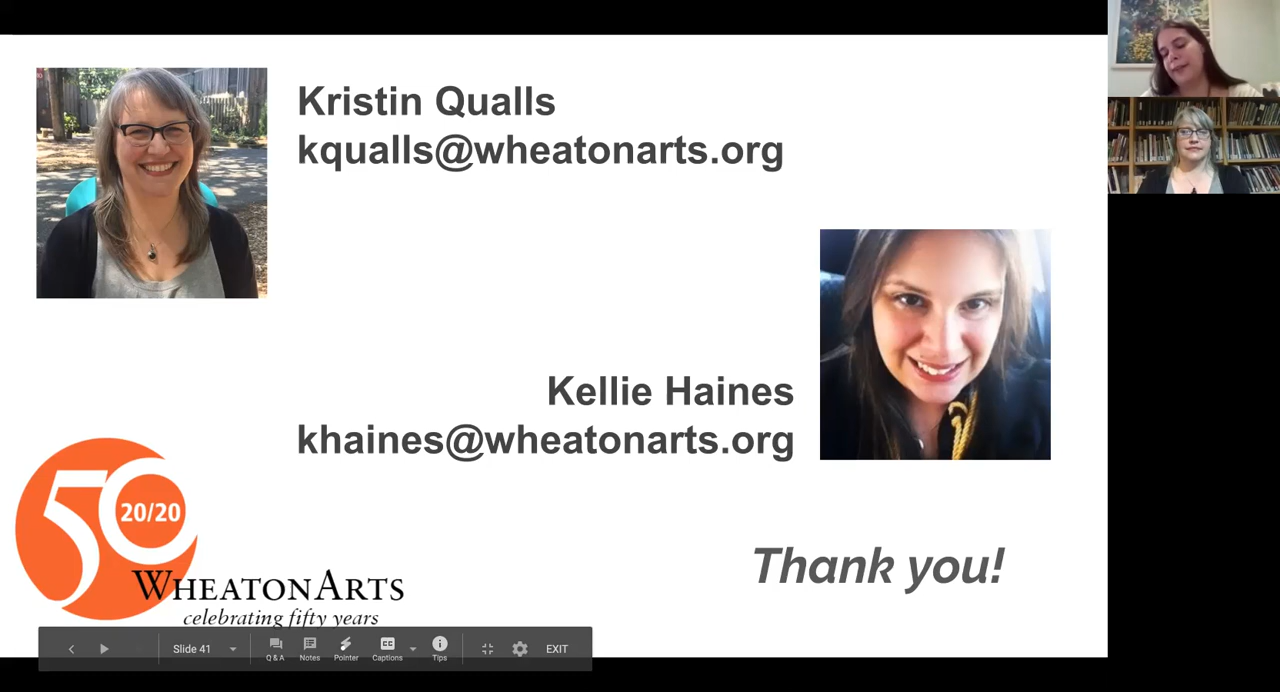 Kristin Qualls
kqualls@wheatonarts.org
Kellie Haines
khaines@wheatonarts.org
50
20/20
WHEATONARTS
celebrating fifty years
Thank you!
Slide 41
Q & A
Notes
Pointer
CC
Captions
Tips
EXIT